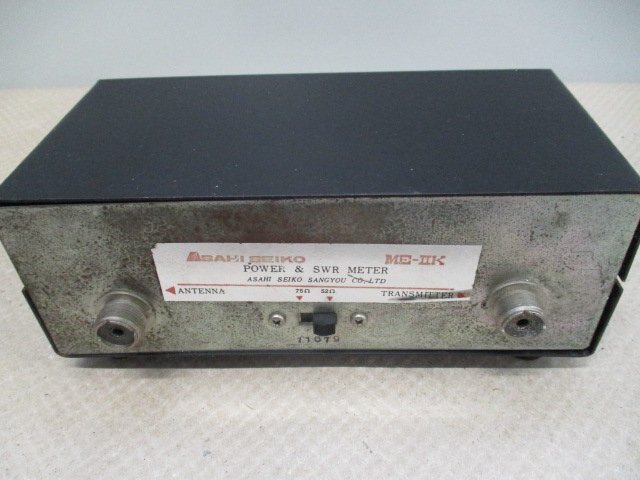 ASAHI SEIKO ME-IIK
POWER & SWR METER
ASAHI SEIKO SANGYOU CO., LTD
ANTENNA 75Ω 52Ω TRANSMITTER
11079